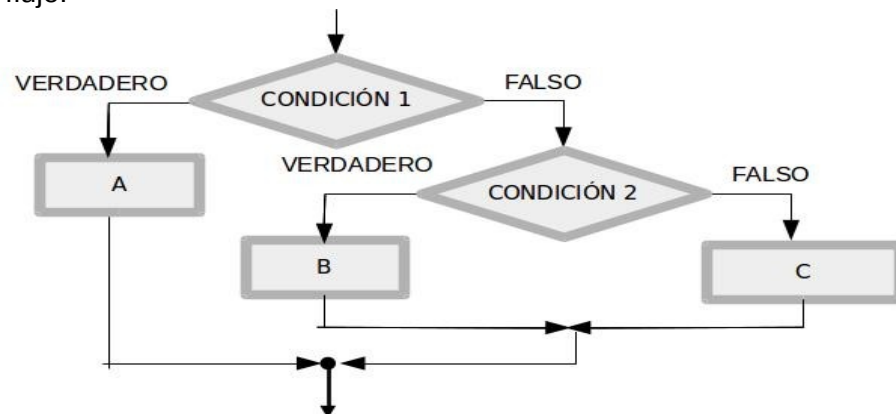 flujo.
CONDICIÓN 1
VERDADERO
FALSO
A
CONDICIÓN 2
VERDADERO
FALSO
B
C